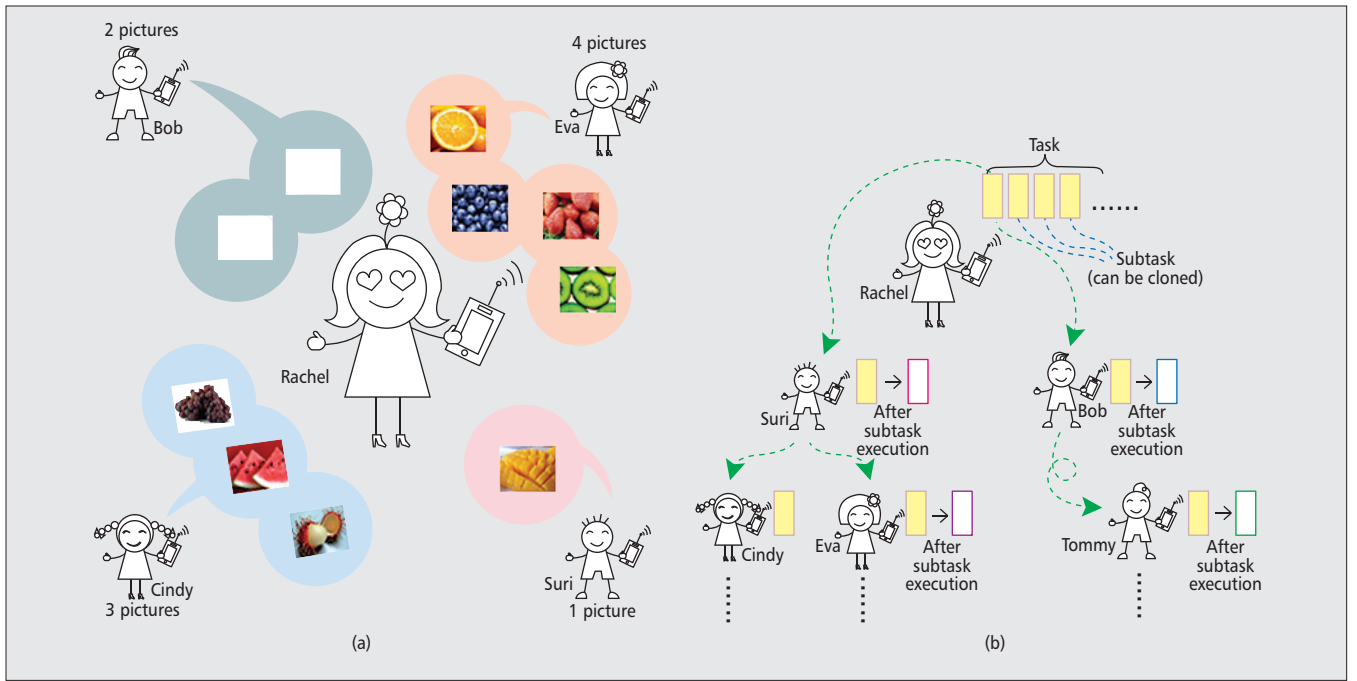 2 pictures
Bob
4 pictures
Eva
Rachel
Cindy
3 pictures
Suri
1 picture
(a)
Task
Rachel
Subtask
(can be cloned)
Suri
After
subtask
execution
Bob
After
subtask
execution
Cindy
Eva
After
subtask
execution
Tommy
After
subtask
execution
(b)